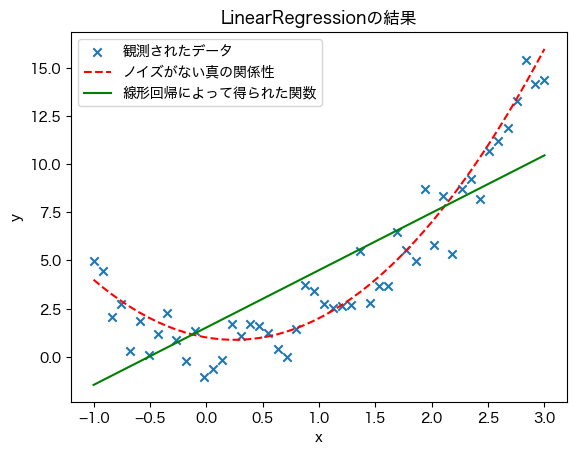 LinearRegressionの結果
観測されたデータ
ノイズがない真の関係性
線形回帰によって得られた関数
15.0
12.5
10.0
7.5
5.0
2.5
0.0
y
−1.0 −0.5 0.0 0.5 1.0 1.5 2.0 2.5 3.0
x